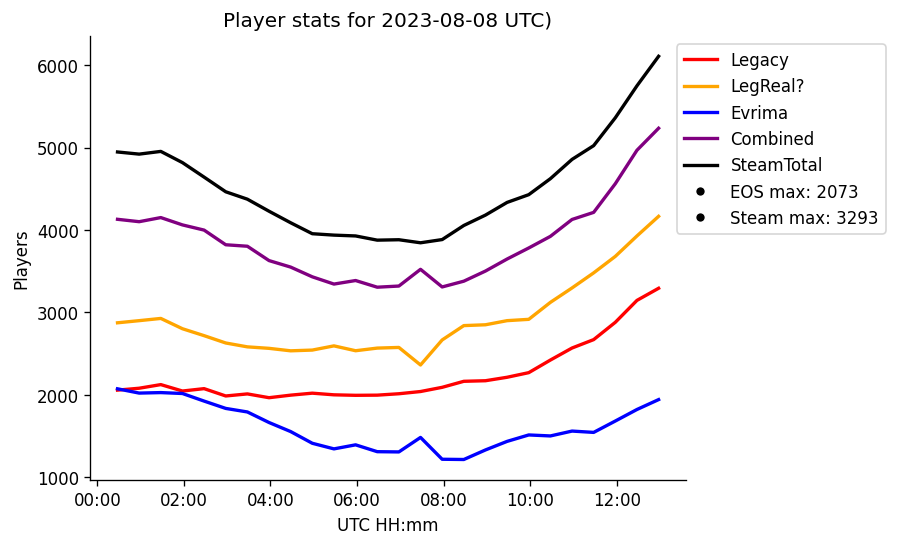 Player stats for 2023-08-08 UTC)
6000
5000
4000
3000
2000
1000
Players
00:00 02:00 04:00 06:00 08:00 10:00 12:00
UTC HH:mm
Legacy
LegReal?
Evrima
Combined
SteamTotal
EOS max: 2073
Steam max: 3293